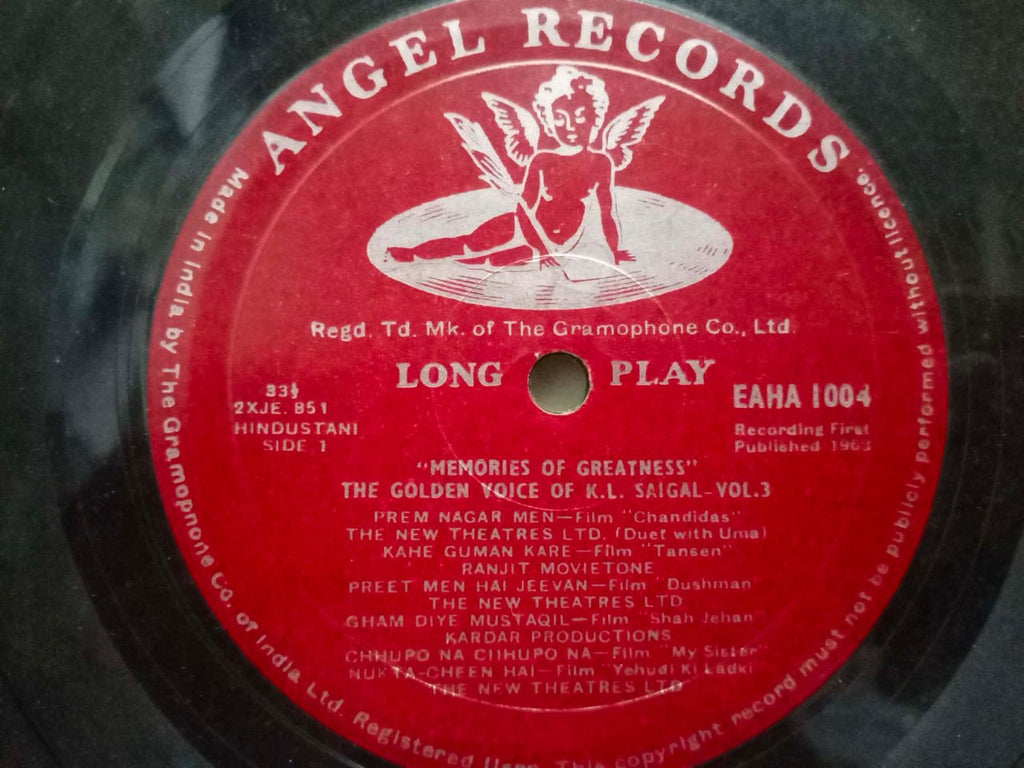 ANGEL RECORDS
Regd. Td. Mk. of The Gramophone Co., Ltd.
LONG PLAY
33⅓
2XJE. 851
HINDUSTANI
SIDE 1
EAHA 1004
Recording First
Published 1963
"MEMORIES OF GREATNESS"
THE GOLDEN VOICE OF K.L. SAIGAL-VOL.3
PREM NAGAR MEN—Film "Chandidas"
THE NEW THEATRES LTD. (Duet with Uma)
KAHE GUMAN KARE—Film "Tansen"
RANJIT MOVIETONE
PREET MEN HAI JEEVAN—Film "Dushman"
THE NEW THEATRES LTD
GHAM DIYE MUSTAQIL—Film "Shah Jehan"
KARDAR PRODUCTIONS
CHHUPO NA CHHUPO NA—Film "My Sister"
NUKTA-CHEEN HAI—Film "Yehudi Ki Ladki"
THE NEW THEATRES LTD
Made in India by The Gramophone Co. of India Ltd. Registered User. This copyright record must not be publicly performed without licence.